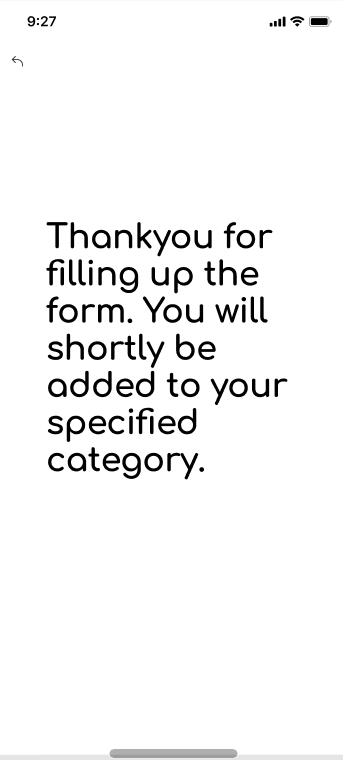 9:27
Thankyou for
filling up the
form. You will
shortly be
added to your
specified
category.